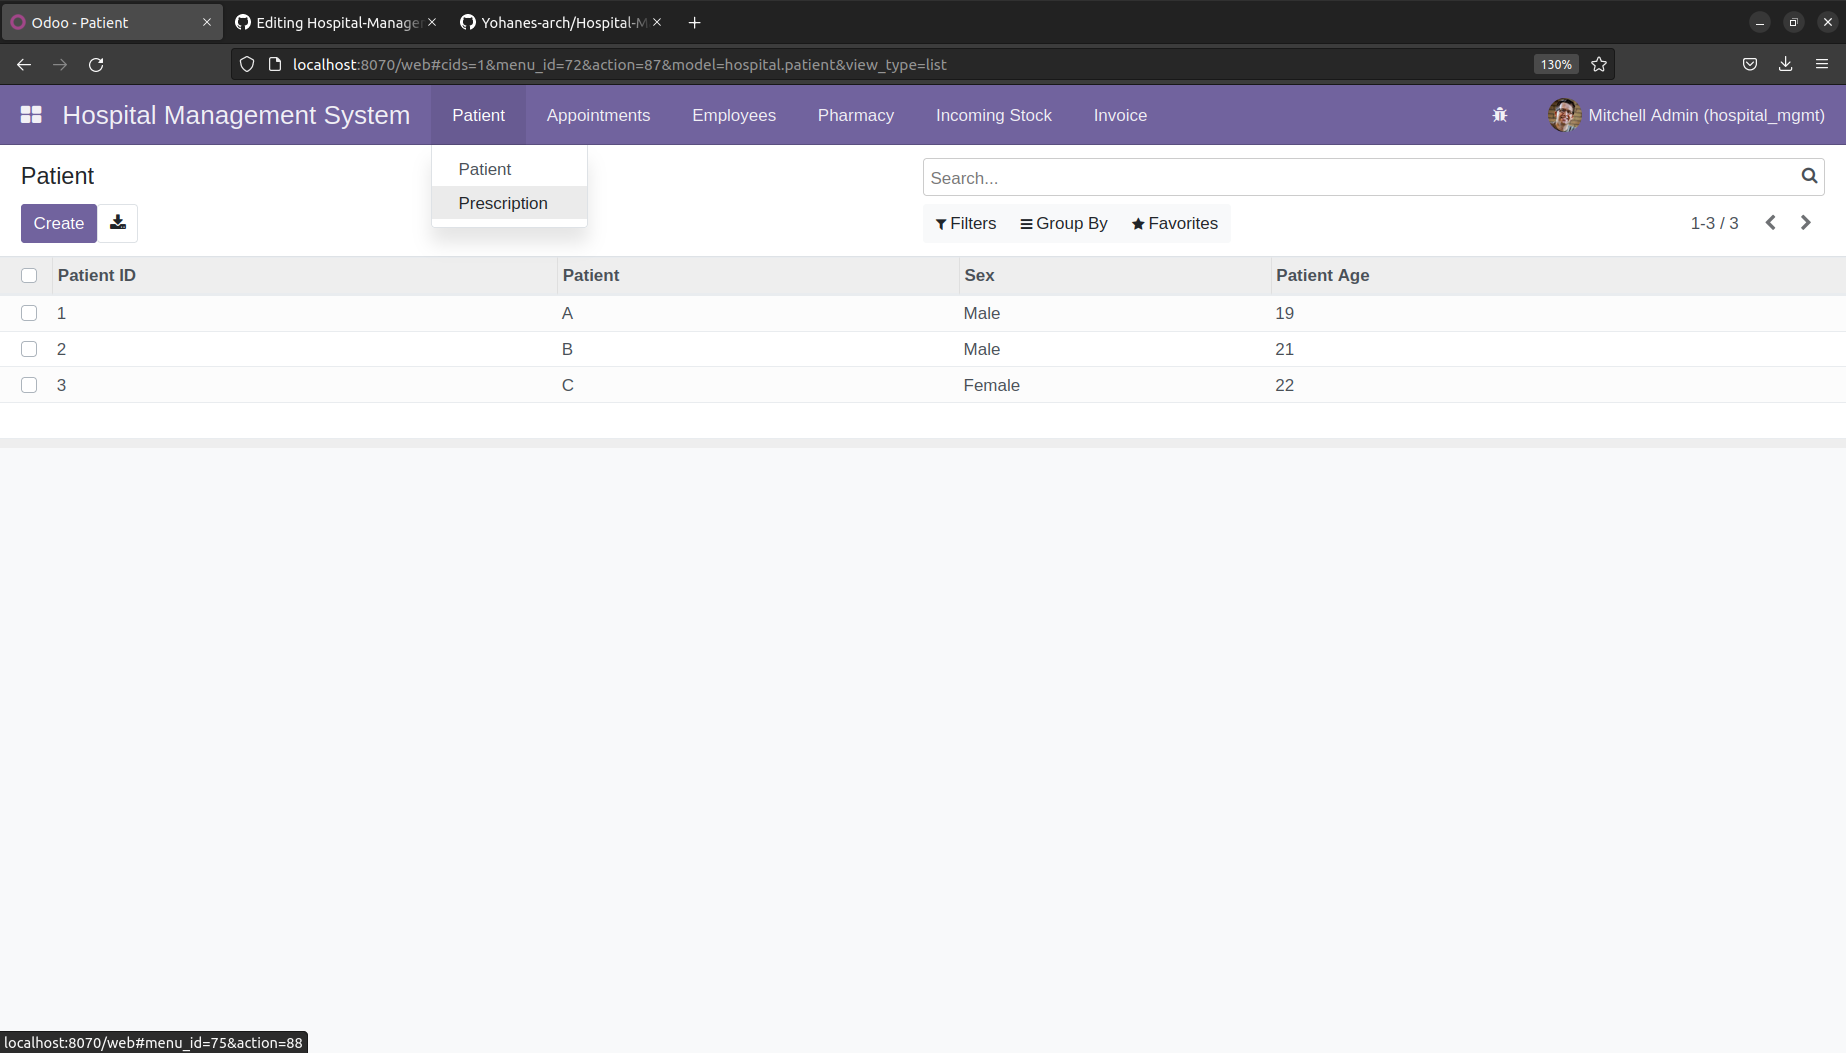 Odoo - Patient
Editing Hospital-Manage
Yohanes-arch/Hospital-M
localhost:8070/web#cids=1&menu_id=72&action=87&model=hospital.patient&view_type=list
130%
Hospital Management System
Patient
Appointments
Employees
Pharmacy
Incoming Stock
Invoice
Mitchell Admin (hospital_mgmt)
Patient
Prescription
Patient
Search...
Create
Filters
Group By
Favorites
1-3 / 3
Patient ID Patient Sex Patient Age
1 A Male 19
2 B Male 21
3 C Female 22
localhost:8070/web#menu_id=75&action=88